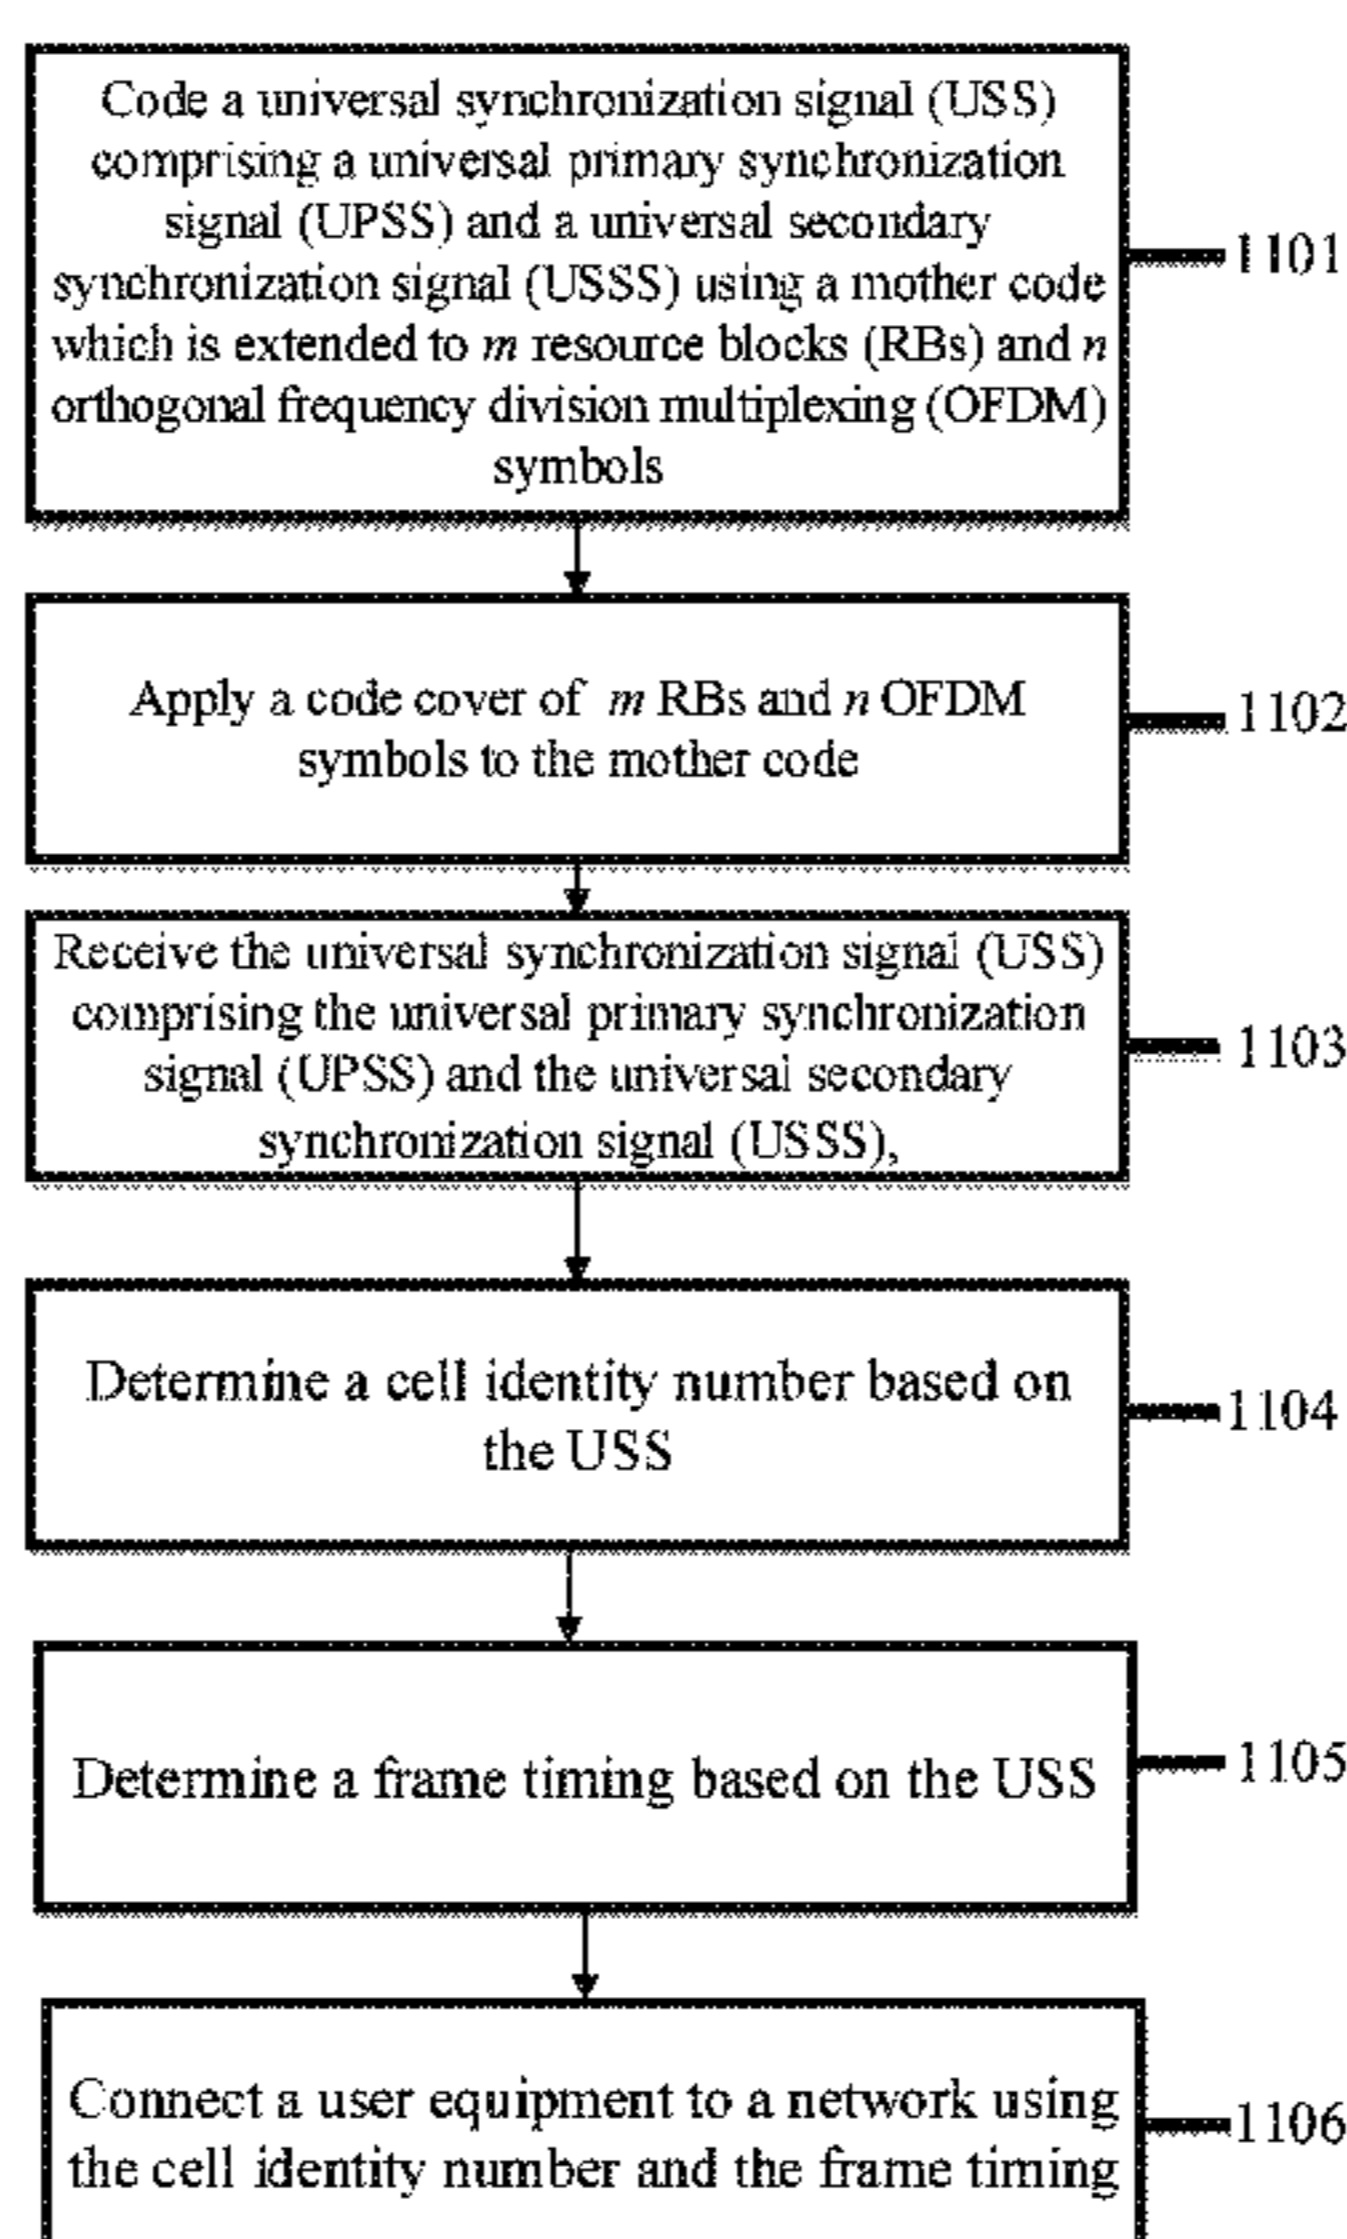 Code a universal synchronization signal (USS)
comprising a universal primary synchronization
signal (UPSS) and a universal secondary
synchronization signal (USSS) using a mother code
which is extended to m resource blocks (RBs) and n
orthogonal frequency division multiplexing (OFDM)
symbols
1101
Apply a code cover of m RBs and n OFDM
symbols to the mother code
1102
Receive the universal synchronization signal (USS)
comprising the universal primary synchronization
signal (UPSS) and the universal secondary
synchronization signal (USSS),
1103
Determine a cell identity number based on
the USS
1104
Determine a frame timing based on the USS
1105
Connect a user equipment to a network using
the cell identity number and the frame timing
1106